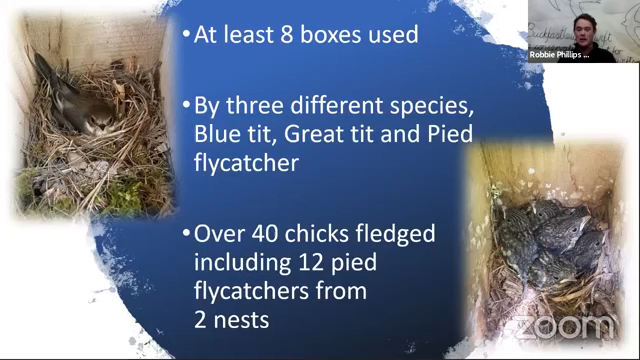 •At least 8 boxes used
•By three different species,
Blue tit, Great tit and Pied
flycatcher
•Over 40 chicks fledged
including 12 pied
flycatchers from
2 nests
Robbie Phillips ...
zoom